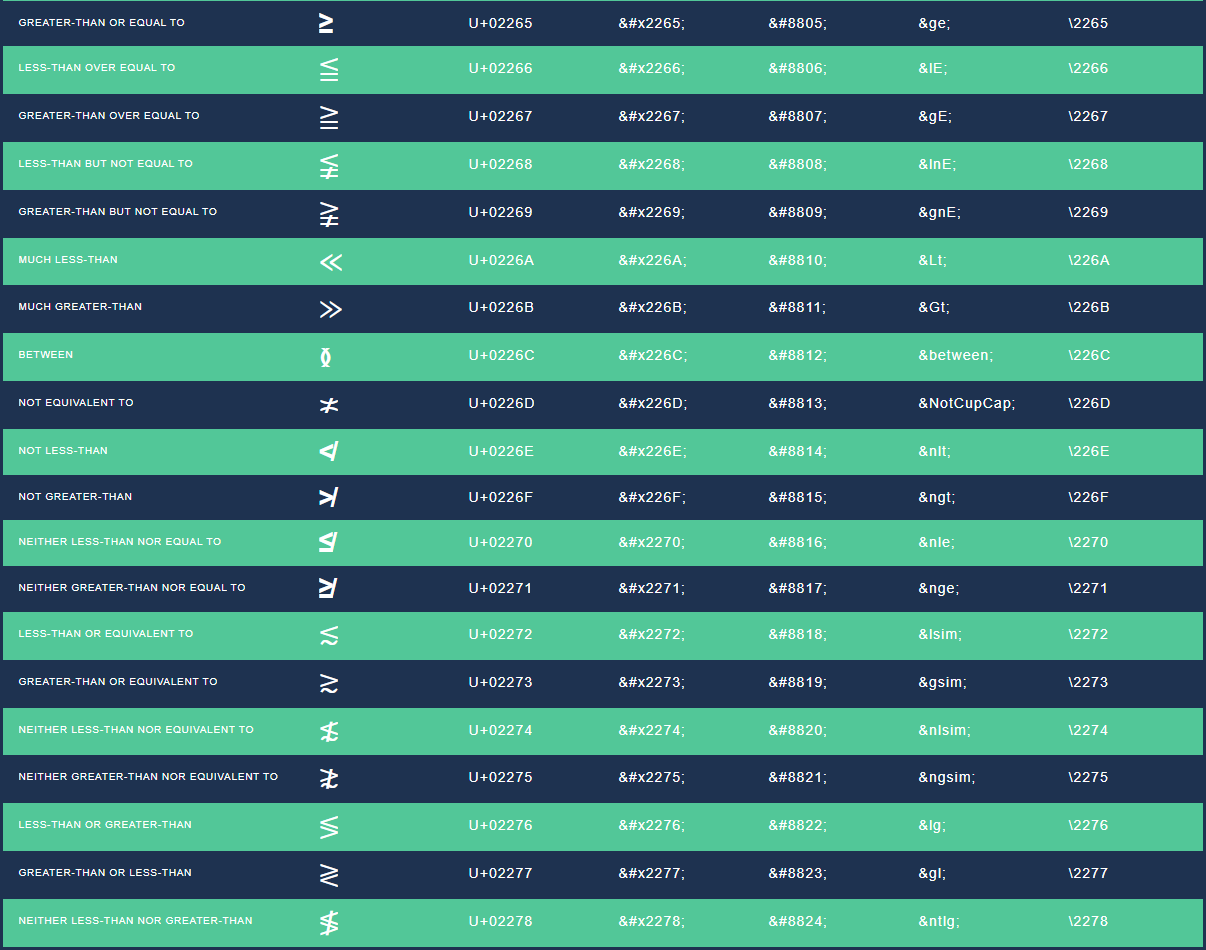 GREATER-THAN OR EQUAL TO ≥ U+02265 &#x2265; &#8805; &ge; \2265
LESS-THAN OVER EQUAL TO ≦ U+02266 &#x2266; &#8806; &lE; \2266
GREATER-THAN OVER EQUAL TO ≧ U+02267 &#x2267; &#8807; &gE; \2267
LESS-THAN BUT NOT EQUAL TO ≨ U+02268 &#x2268; &#8808; &lnE; \2268
GREATER-THAN BUT NOT EQUAL TO ≩ U+02269 &#x2269; &#8809; &gnE; \2269
MUCH LESS-THAN ≪ U+0226A &#x226A; &#8810; &Lt; \226A
MUCH GREATER-THAN ≫ U+0226B &#x226B; &#8811; &Gt; \226B
BETWEEN ≬ U+0226C &#x226C; &#8812; &between; \226C
NOT EQUIVALENT TO ≭ U+0226D &#x226D; &#8813; &NotCupCap; \226D
NOT LESS-THAN ≮ U+0226E &#x226E; &#8814; &nlt; \226E
NOT GREATER-THAN ≯ U+0226F &#x226F; &#8815; &ngt; \226F
NEITHER LESS-THAN NOR EQUAL TO ≰ U+02270 &#x2270; &#8816; &nle; \2270
NEITHER GREATER-THAN NOR EQUAL TO ≱ U+02271 &#x2271; &#8817; &nge; \2271
LESS-THAN OR EQUIVALENT TO ≲ U+02272 &#x2272; &#8818; &lsim; \2272
GREATER-THAN OR EQUIVALENT TO ≳ U+02273 &#x2273; &#8819; &gsim; \2273
NEITHER LESS-THAN NOR EQUIVALENT TO ≴ U+02274 &#x2274; &#8820; &nlsim; \2274
NEITHER GREATER-THAN NOR EQUIVALENT TO ≵ U+02275 &#x2275; &#8821; &ngsim; \2275
LESS-THAN OR GREATER-THAN ≶ U+02276 &#x2276; &#8822; &lg; \2276
GREATER-THAN OR LESS-THAN ≷ U+02277 &#x2277; &#8823; &gl; \2277
NEITHER LESS-THAN NOR GREATER-THAN ≸ U+02278 &#x2278; &#8824; &ntlg; \2278